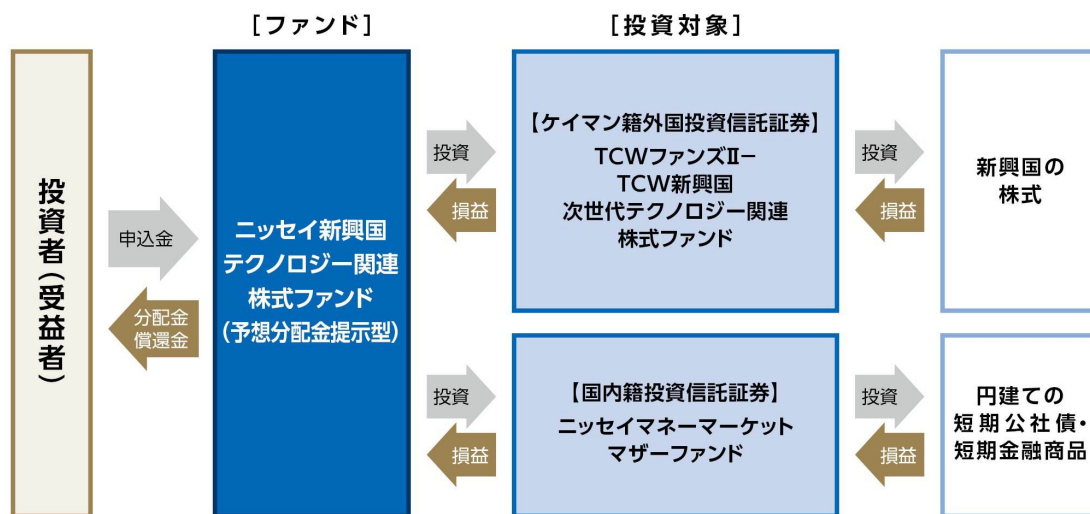 [ファンド]
[投資対象]
投資者(受益者)
申込金
分配金
償還金
ニッセイ新興国
テクノロジー関連
株式ファンド
(予想分配金提示型)
投資
損益
【ケイマン籍外国投資信託証券】
TCWファンズⅡー
TCW新興国
次世代テクノロジー関連
株式ファンド
投資
損益
新興国の
株式
投資
損益
【国内籍投資信託証券】
ニッセイマネーマーケット
マザーファンド
投資
損益
円建ての
短期公社債・
短期金融商品